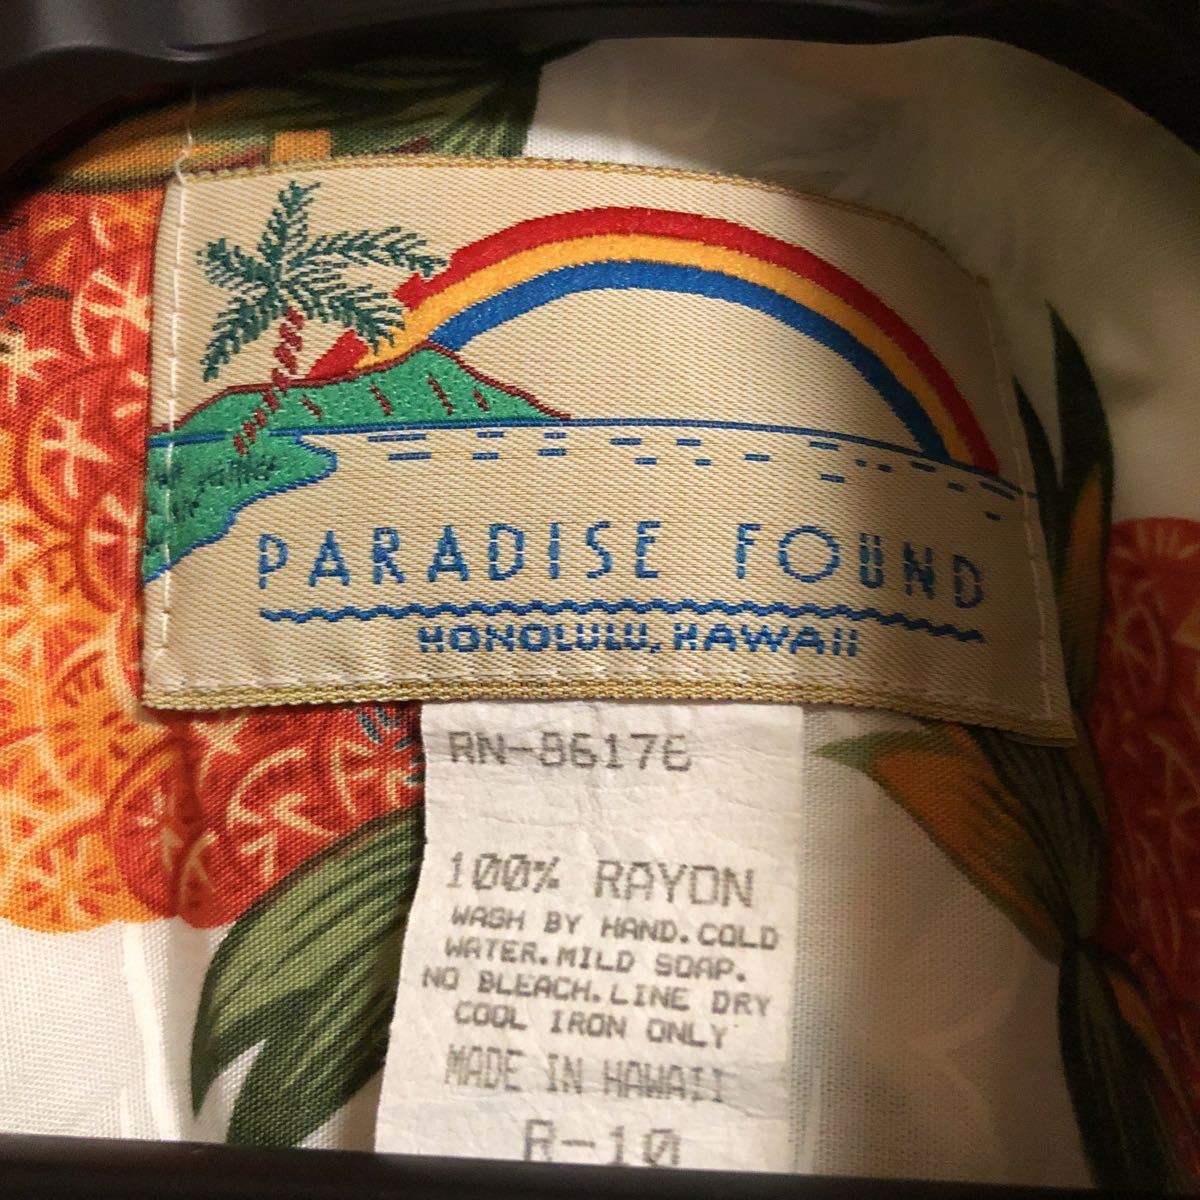 PARADISE FOUND
HONOLULU, HAWAII
RN-86176
100% RAYON
WASH BY HAND.COLD
WATER.MILD SOAP.
NO BLEACH.LINE DRY
COOL IRON ONLY
MADE IN HAWAII
R-10